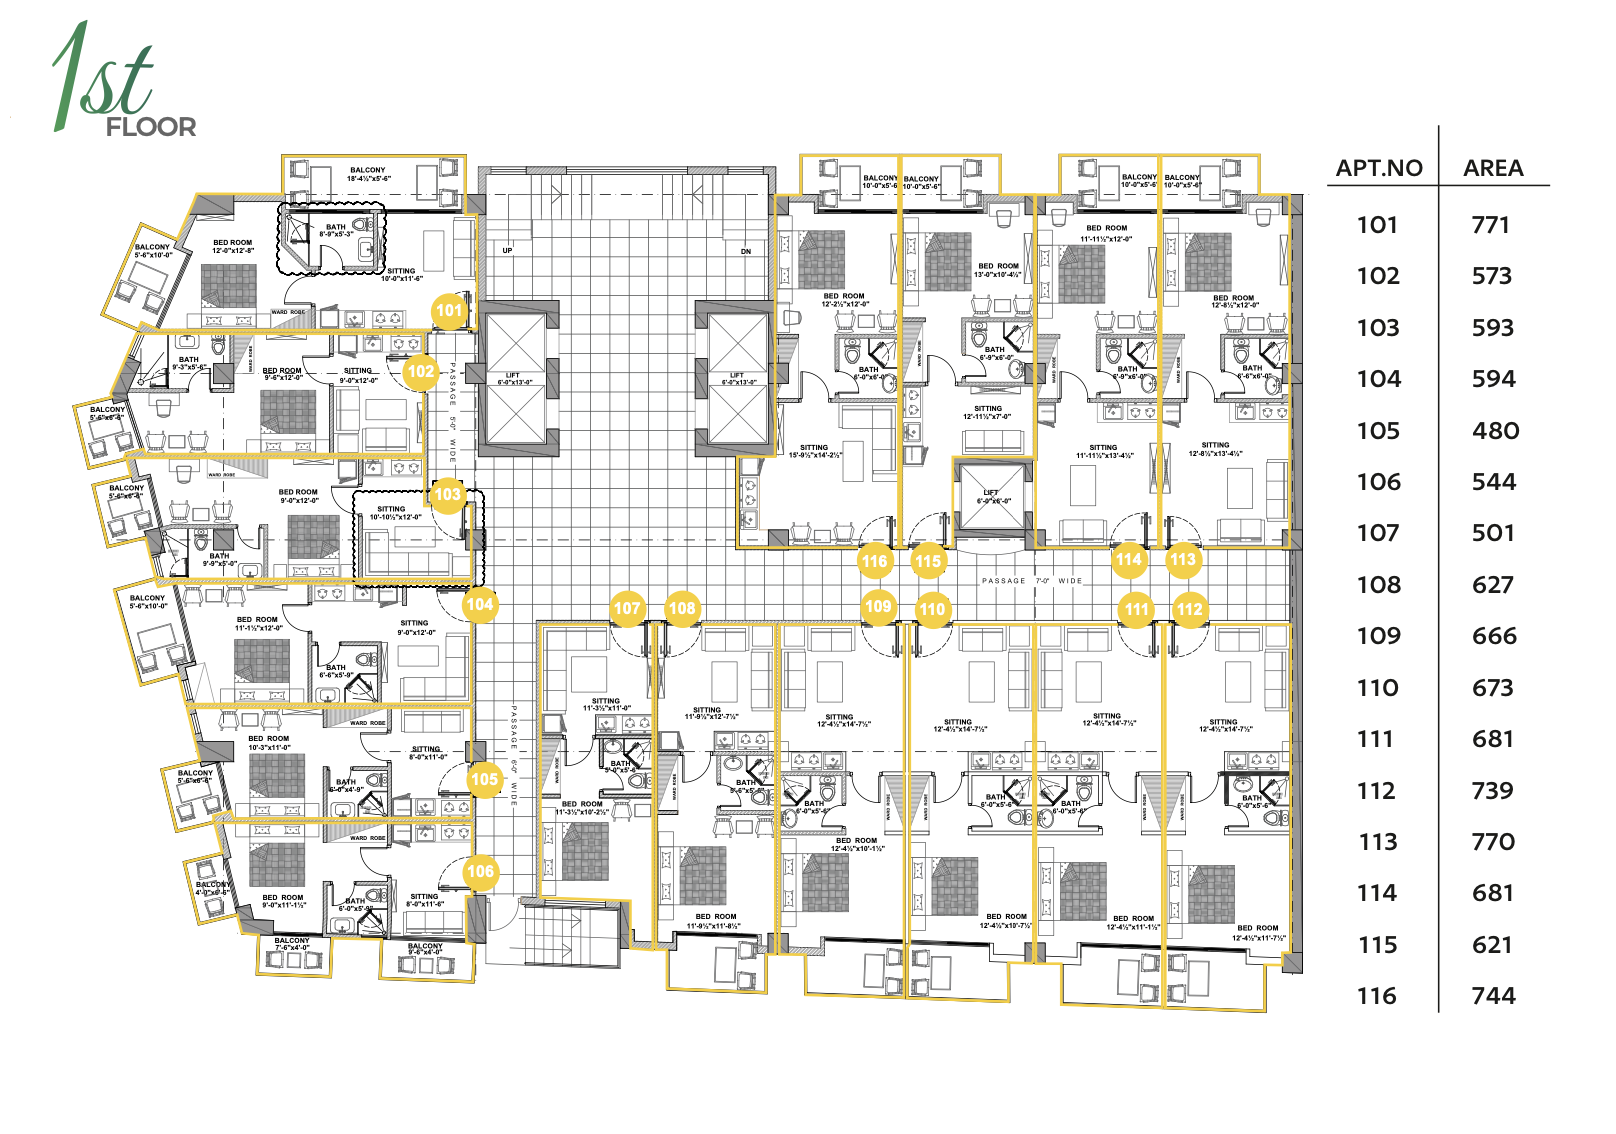 1st
FLOOR
APT.NO AREA
101 771
102 573
103 593
104 594
105 480
106 544
107 501
108 627
109 666
110 673
111 681
112 739
113 770
114 681
115 621
116 744
BALCONY
18'-4½"x5'-6"
BATH
8'-9"x5'-3"
BED ROOM
12'-0"x12'-8"
BALCONY
5'-6"x10'-0"
SITTING
10'-0"x11'-6"
WARD ROBE
101
BATH
9'-3"x5'-6"
WARD ROBE
BED ROOM
9'-6"x12'-0"
SITTING
9'-0"x12'-0"
102
BALCONY
5'-6"x6'-6"
PASSAGE 5'-0" WIDE
WARD ROBE
BED ROOM
9'-0"x12'-0"
BALCONY
5'-6"x6'-6"
SITTING
10'-10½"x12'-0"
103
BATH
9'-9"x5'-0"
BALCONY
5'-6"x10'-0"
BED ROOM
11'-1½"x12'-0"
SITTING
9'-0"x12'-0"
104
BATH
6'-6"x5'-9"
WARD ROBE
BED ROOM
10'-3"x11'-0"
SITTING
8'-0"x11'-0"
105
BALCONY
5'-6"x6'-6"
BATH
6'-0"x4'-9"
WARD ROBE
106
BALCONY
4'-0"x6'-6"
BED ROOM
9'-0"x11'-1½"
BATH
6'-0"x5'-9"
SITTING
8'-0"x11'-6"
BALCONY
7'-6"x4'-0"
BALCONY
9'-6"x4'-0"
PASSAGE 6'-0" WIDE
UP
DN
LIFT
6'-0"x13'-0"
LIFT
6'-0"x13'-0"
BALCONY
10'-0"x5'-6"
BALCONY
10'-0"x5'-6"
BALCONY
10'-0"x5'-6"
BALCONY
10'-0"x5'-6"
BED ROOM
12'-2½"x12'-0"
BED ROOM
13'-0"x10'-4½"
BED ROOM
11'-11½"x12'-0"
BED ROOM
12'-8½"x12'-0"
BATH
6'-0"x6'-0"
WARD ROBE
BATH
6'-9"x6'-0"
WARD ROBE
BATH
6'-9"x6'-0"
WARD ROBE
BATH
6'-6"x6'-0"
SITTING
15'-9½"x14'-2½"
SITTING
12'-11½"x7'-0"
SITTING
11'-11½"x13'-4½"
SITTING
12'-8½"x13'-4½"
LIFT
6'-0"x6'-0"
116
115
114
113
PASSAGE 7'-0" WIDE
107
108
109
110
111
112
SITTING
11'-3½"x11'-0"
SITTING
11'-9½"x12'-7½"
SITTING
12'-4½"x14'-7½"
SITTING
12'-4½"x14'-7½"
SITTING
12'-4½"x14'-7½"
SITTING
12'-4½"x14'-7½"
WARD ROBE
BATH
5'-0"x5'-6"
WARD ROBE
BATH
5'-6"x5'-6"
BATH
6'-0"x5'-6"
WARD ROBE
BATH
6'-0"x5'-6"
BATH
6'-0"x5'-6"
WARD ROBE
BATH
6'-0"x5'-6"
BED ROOM
11'-3½"x10'-2½"
BED ROOM
11'-9½"x11'-8½"
BED ROOM
12'-4½"x10'-1½"
BED ROOM
12'-4½"x10'-7½"
BED ROOM
12'-4½"x11'-1½"
BED ROOM
12'-4½"x11'-7½"